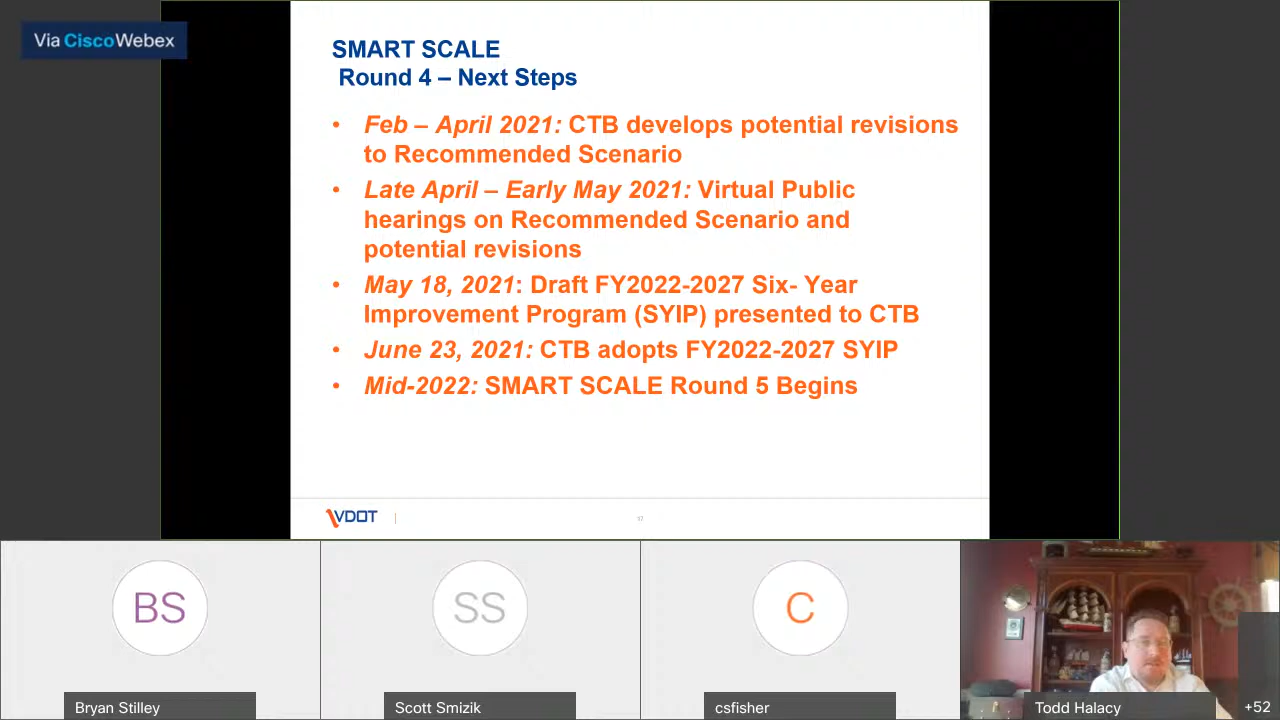 Via CiscoWebex
SMART SCALE
Round 4 – Next Steps
• Feb – April 2021: CTB develops potential revisions
to Recommended Scenario
• Late April – Early May 2021: Virtual Public
hearings on Recommended Scenario and
potential revisions
• May 18, 2021: Draft FY2022-2027 Six- Year
Improvement Program (SYIP) presented to CTB
• June 23, 2021: CTB adopts FY2022-2027 SYIP
• Mid-2022: SMART SCALE Round 5 Begins
VDOT
BS
SS
C
Bryan Stilley
Scott Smizik
csfisher
Todd Halacy
+52